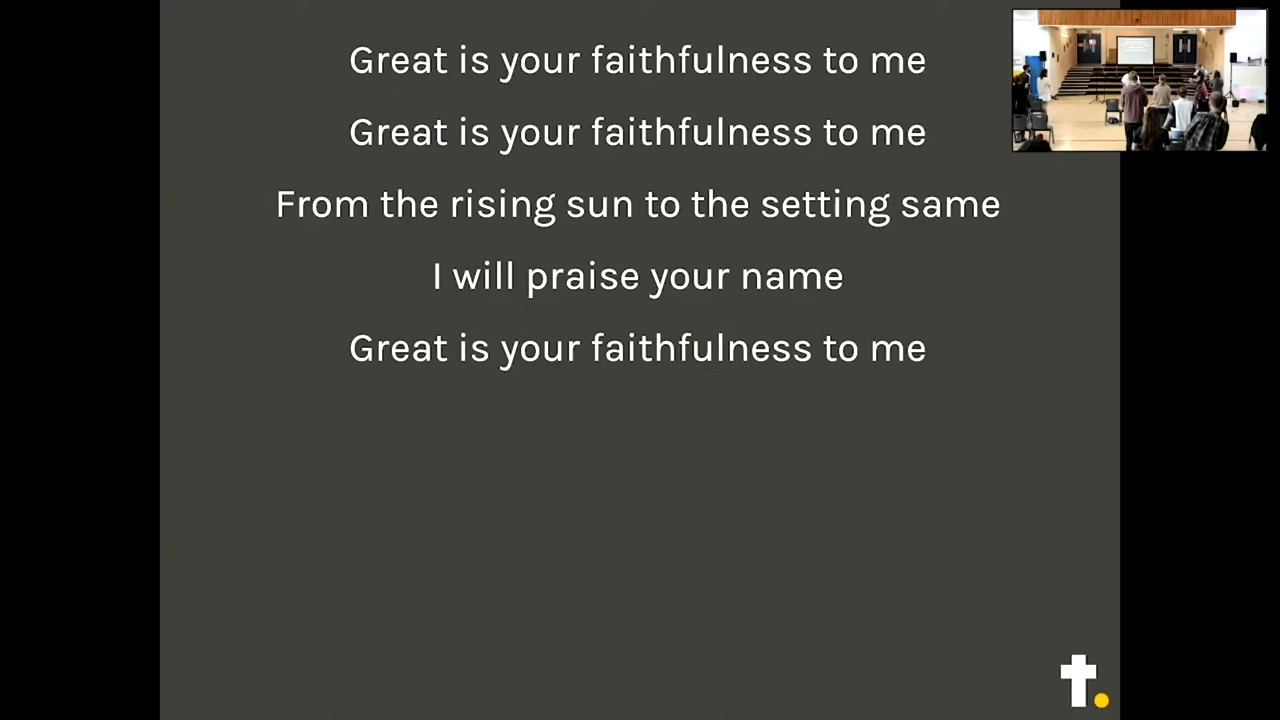 Great is your faithfulness to me
Great is your faithfulness to me
From the rising sun to the setting same
I will praise your name
Great is your faithfulness to me